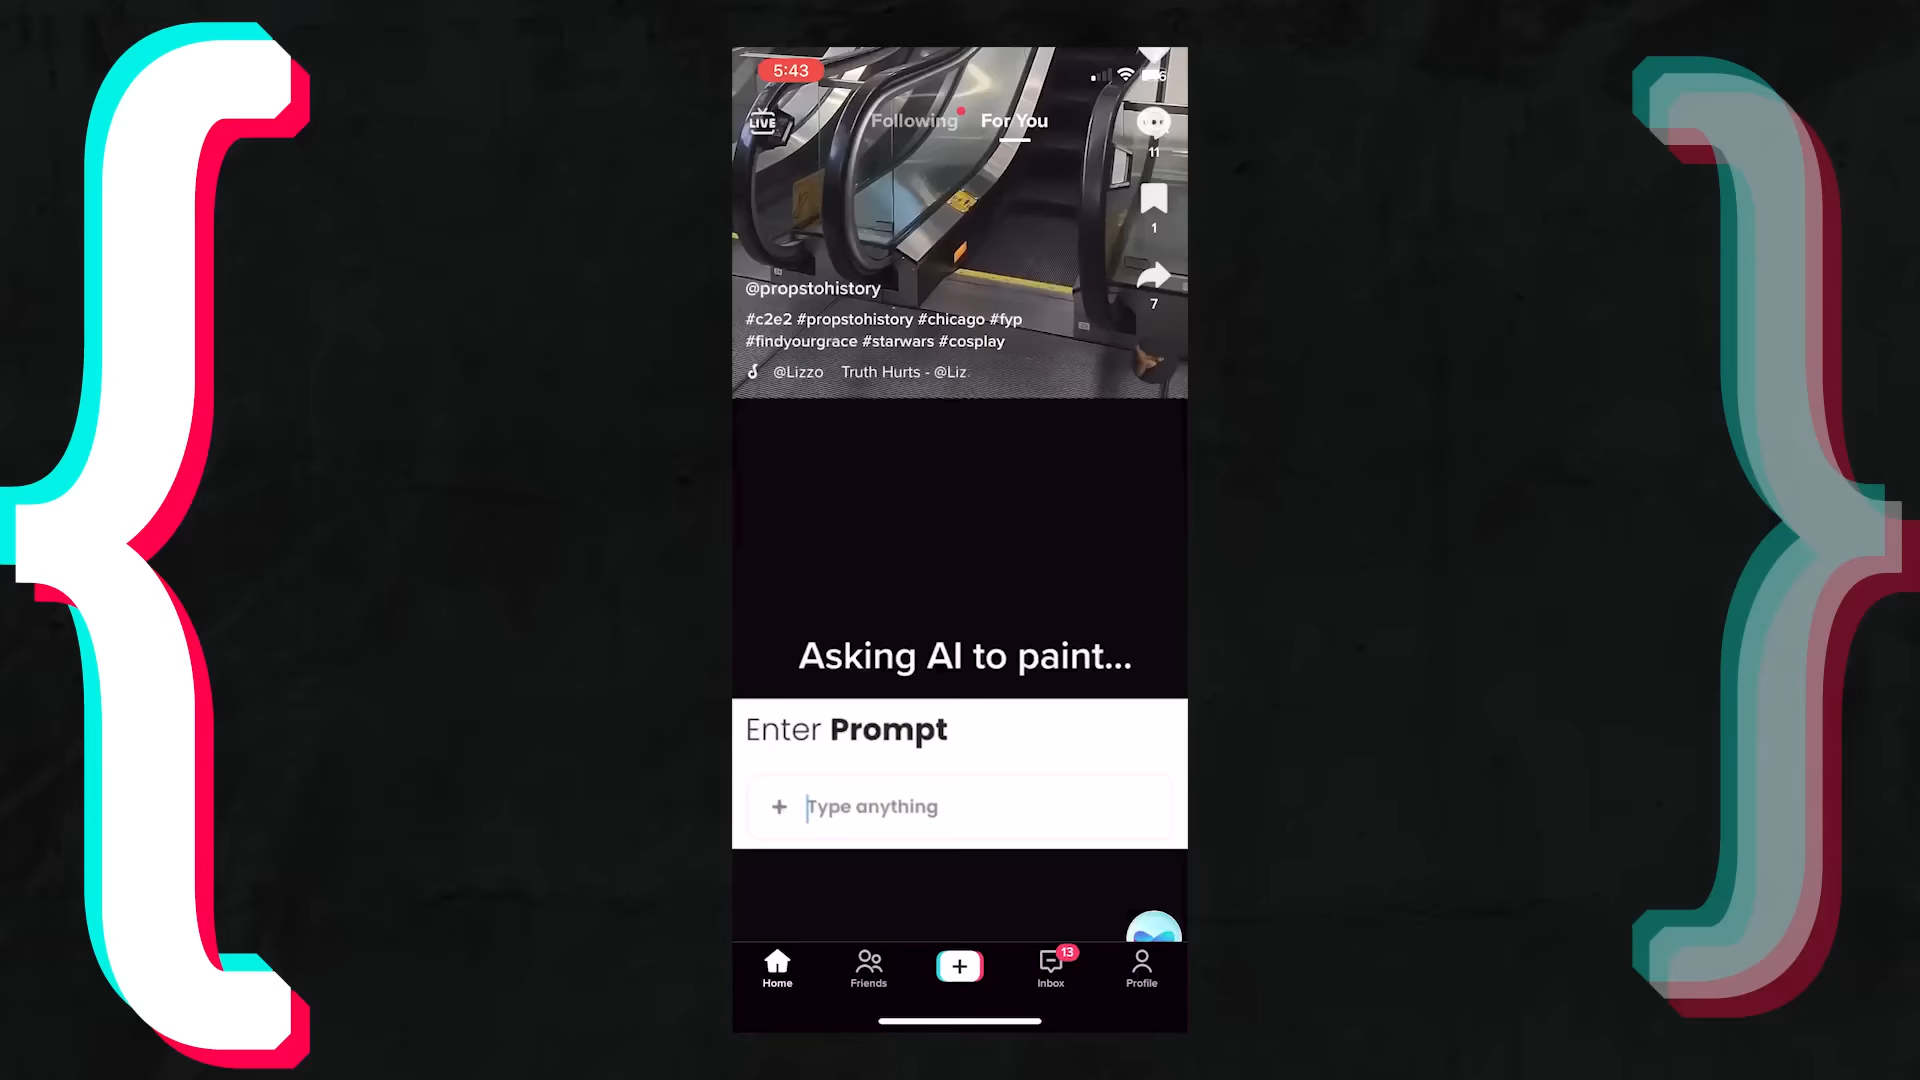 5:43
LIVE
Following
For You
11
1
7
@propstohistory
#c2e2 #propstohistory #chicago #fyp
#findyourgrace #starwars #cosplay
@Lizzo Truth Hurts - @Liz
Asking AI to paint...
Enter Prompt
+ Type anything
Home
Friends
+
13
Inbox
Profile